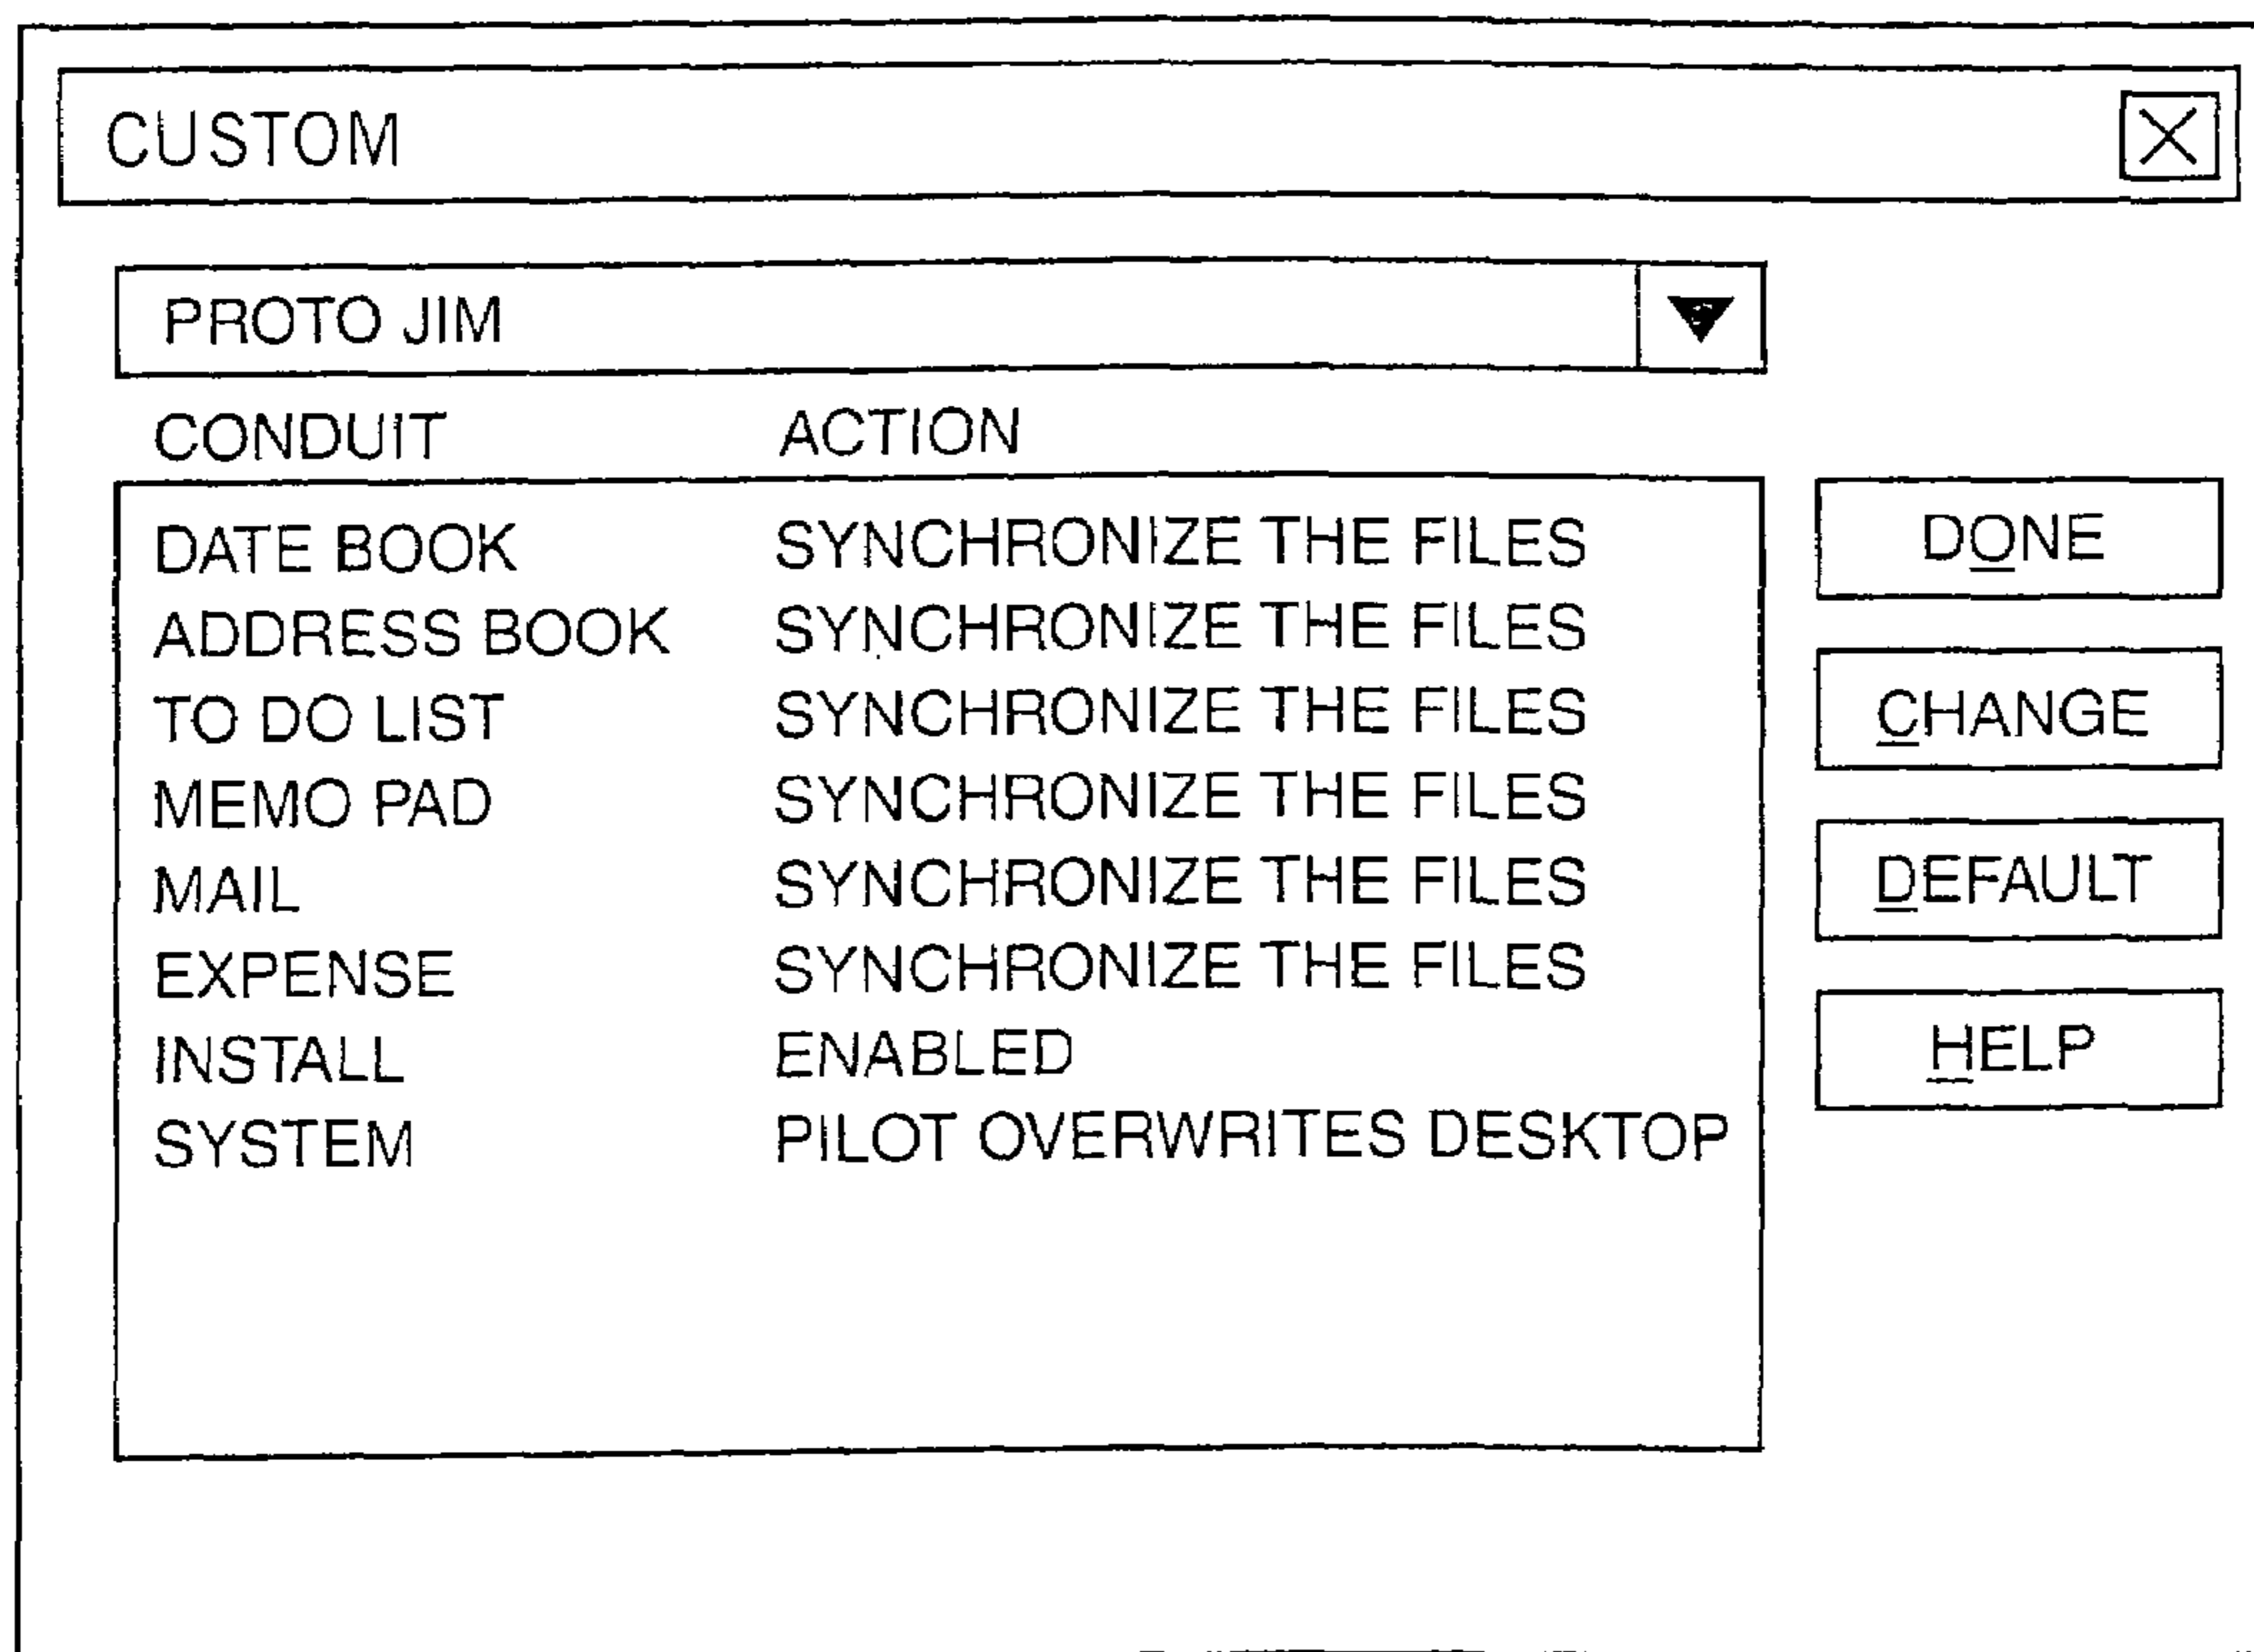 CUSTOM
PROTO JIM
CONDUIT ACTION
DATE BOOK SYNCHRONIZE THE FILES
ADDRESS BOOK SYNCHRONIZE THE FILES
TO DO LIST SYNCHRONIZE THE FILES
MEMO PAD SYNCHRONIZE THE FILES
MAIL SYNCHRONIZE THE FILES
EXPENSE SYNCHRONIZE THE FILES
INSTALL ENABLED
SYSTEM PILOT OVERWRITES DESKTOP
DONE
CHANGE
DEFAULT
HELP